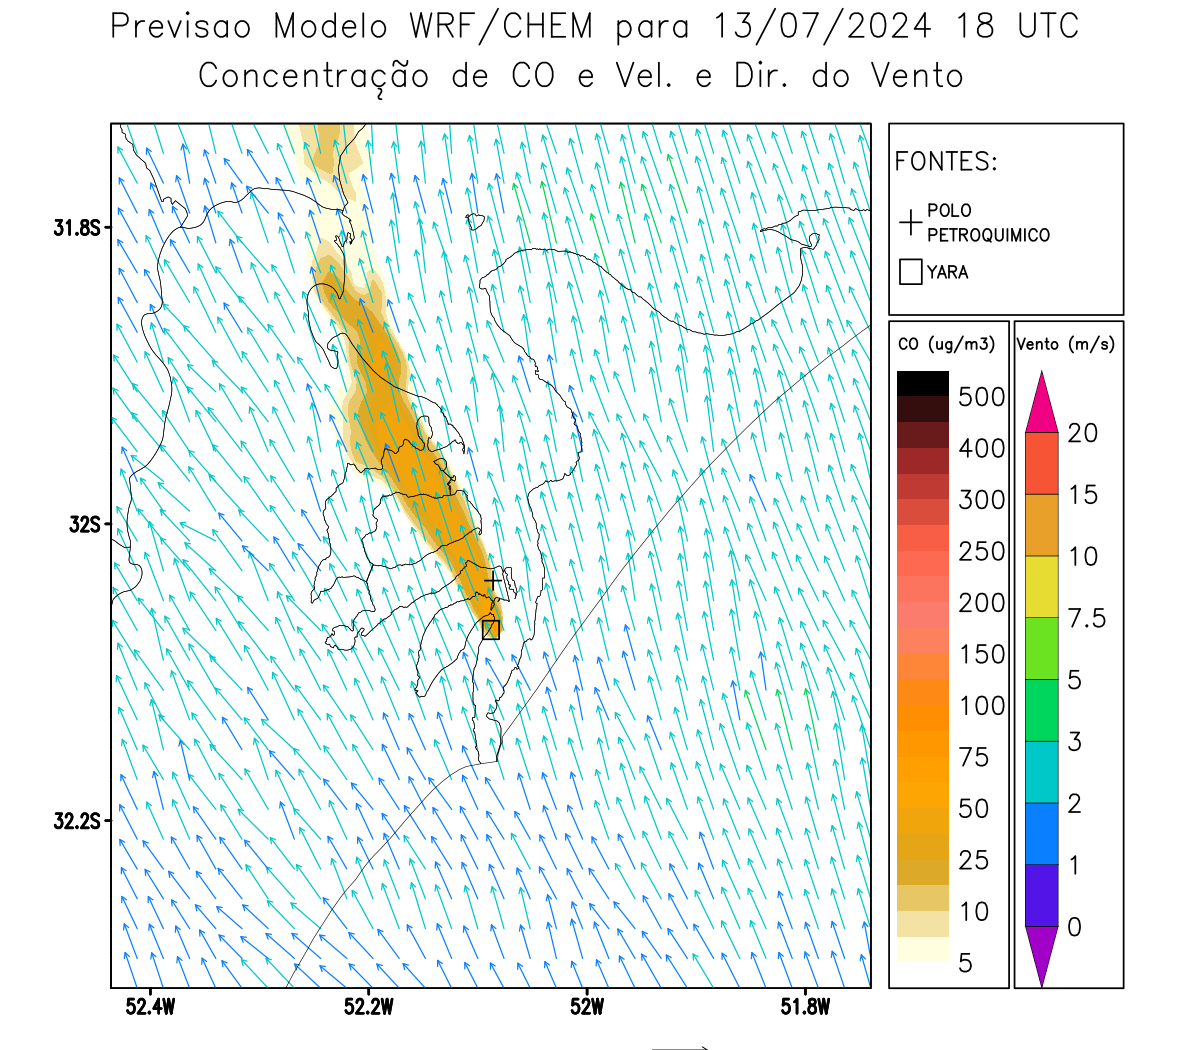 Previsao Modelo WRF/CHEM para 13/07/2024 18 UTC
Concentração de CO e Vel. e Dir. do Vento
FONTES:
POLO
PETROQUIMICO
YARA
CO (ug/m3)
500
400
300
250
200
150
100
75
50
25
10
5
Vento (m/s)
20
15
10
7.5
5
3
2
1
0
31.8S
32S
32.2S
52.4W
52.2W
52W
51.8W